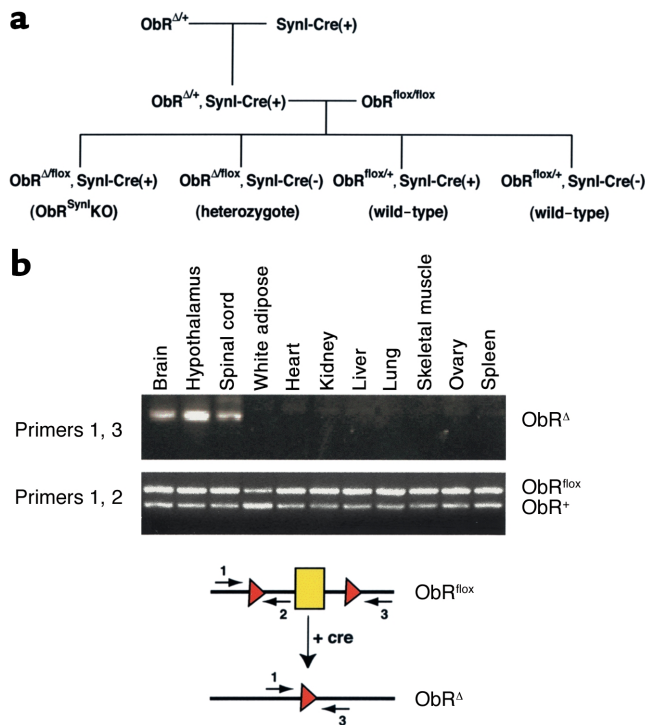 a
ObR^Δ/+ SynI-Cre(+)
ObR^Δ/+, SynI-Cre(+) ObR^flox/flox
ObR^Δ/flox, SynI-Cre(+) ObR^Δ/flox, SynI-Cre(-) ObR^flox/+, SynI-Cre(+) ObR^flox/+, SynI-Cre(-)
(ObR^SynI KO) (heterozygote) (wild-type) (wild-type)
b
Brain
Hypothalamus
Spinal cord
White adipose
Heart
Kidney
Liver
Lung
Skeletal muscle
Ovary
Spleen
Primers 1, 3 ObR^Δ
Primers 1, 2 ObR^flox
ObR^+
1 2 3 ObR^flox
+ cre
1 3 ObR^Δ